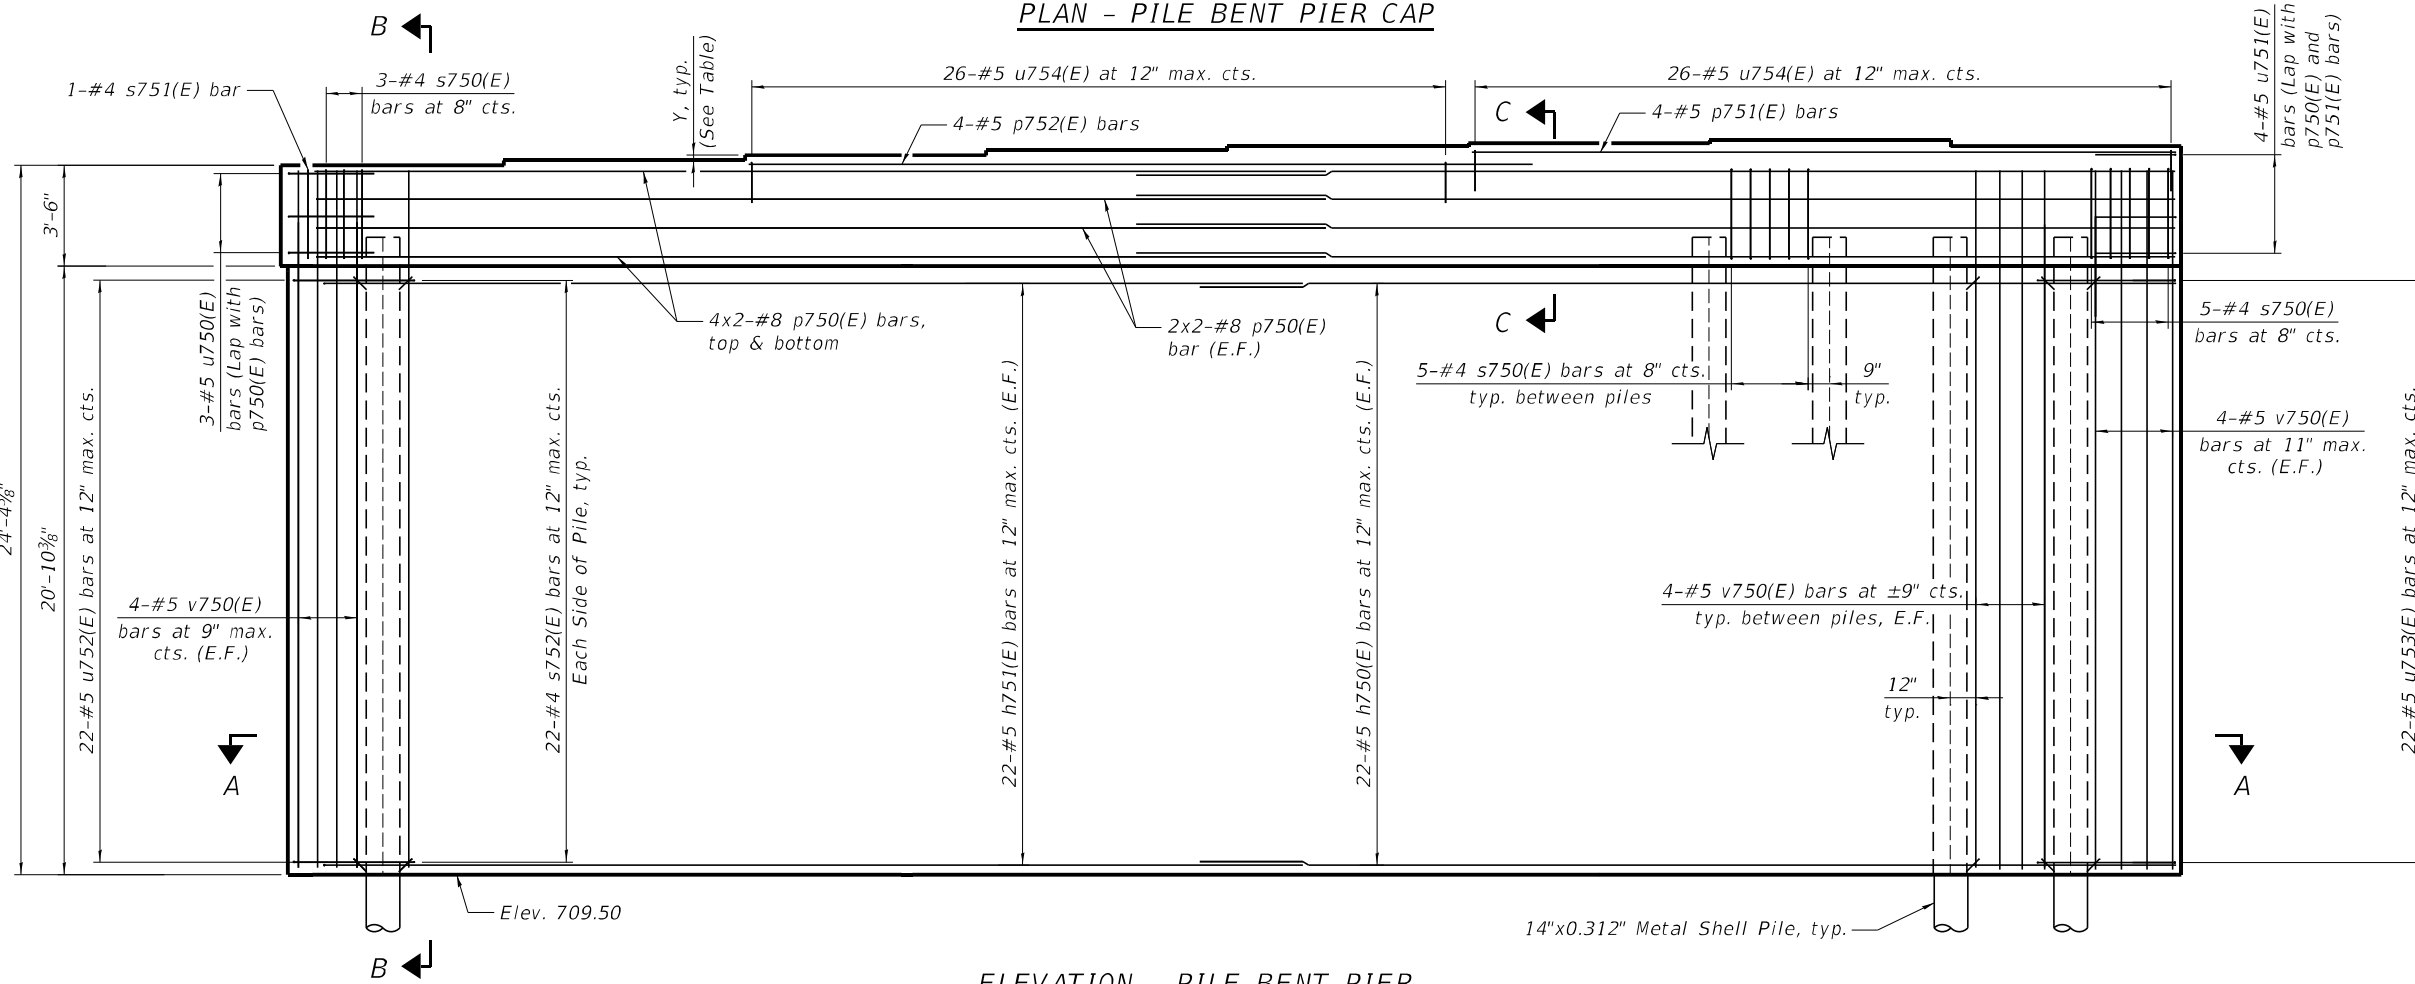 PLAN - PILE BENT PIER CAP
B
1-#4 s751(E) bar
3-#4 s750(E)
bars at 8" cts.
Y, typ.
(See Table)
26-#5 u754(E) at 12" max. cts.
4-#5 p752(E) bars
C
26-#5 u754(E) at 12" max. cts.
4-#5 p751(E) bars
4-#5 u751(E)
bars (Lap with
p750(E) and
p751(E) bars)
3'-6"
24'-4⅜"
20'-10⅜"
22-#5 u752(E) bars at 12" max. cts.
3-#5 u750(E)
bars (Lap with
p750(E) bars)
4x2-#8 p750(E) bars,
top & bottom
2x2-#8 p750(E)
bar (E.F.)
C
5-#4 s750(E)
bars at 8" cts.
5-#4 s750(E) bars at 8" cts.
typ. between piles
9"
typ.
4-#5 v750(E)
bars at 11" max.
cts. (E.F.)
22-#4 s752(E) bars at 12" max. cts.
Each Side of Pile, typ.
22-#5 h751(E) bars at 12" max. cts. (E.F.)
22-#5 h750(E) bars at 12" max. cts. (E.F.)
22-#5 u753(E) bars at 12" max. cts.
4-#5 v750(E)
bars at 9" max.
cts. (E.F.)
4-#5 v750(E) bars at ±9" cts.
typ. between piles, E.F.
12"
typ.
A
A
Elev. 709.50
14"x0.312" Metal Shell Pile, typ.
B
ELEVATION - PILE BENT PIER